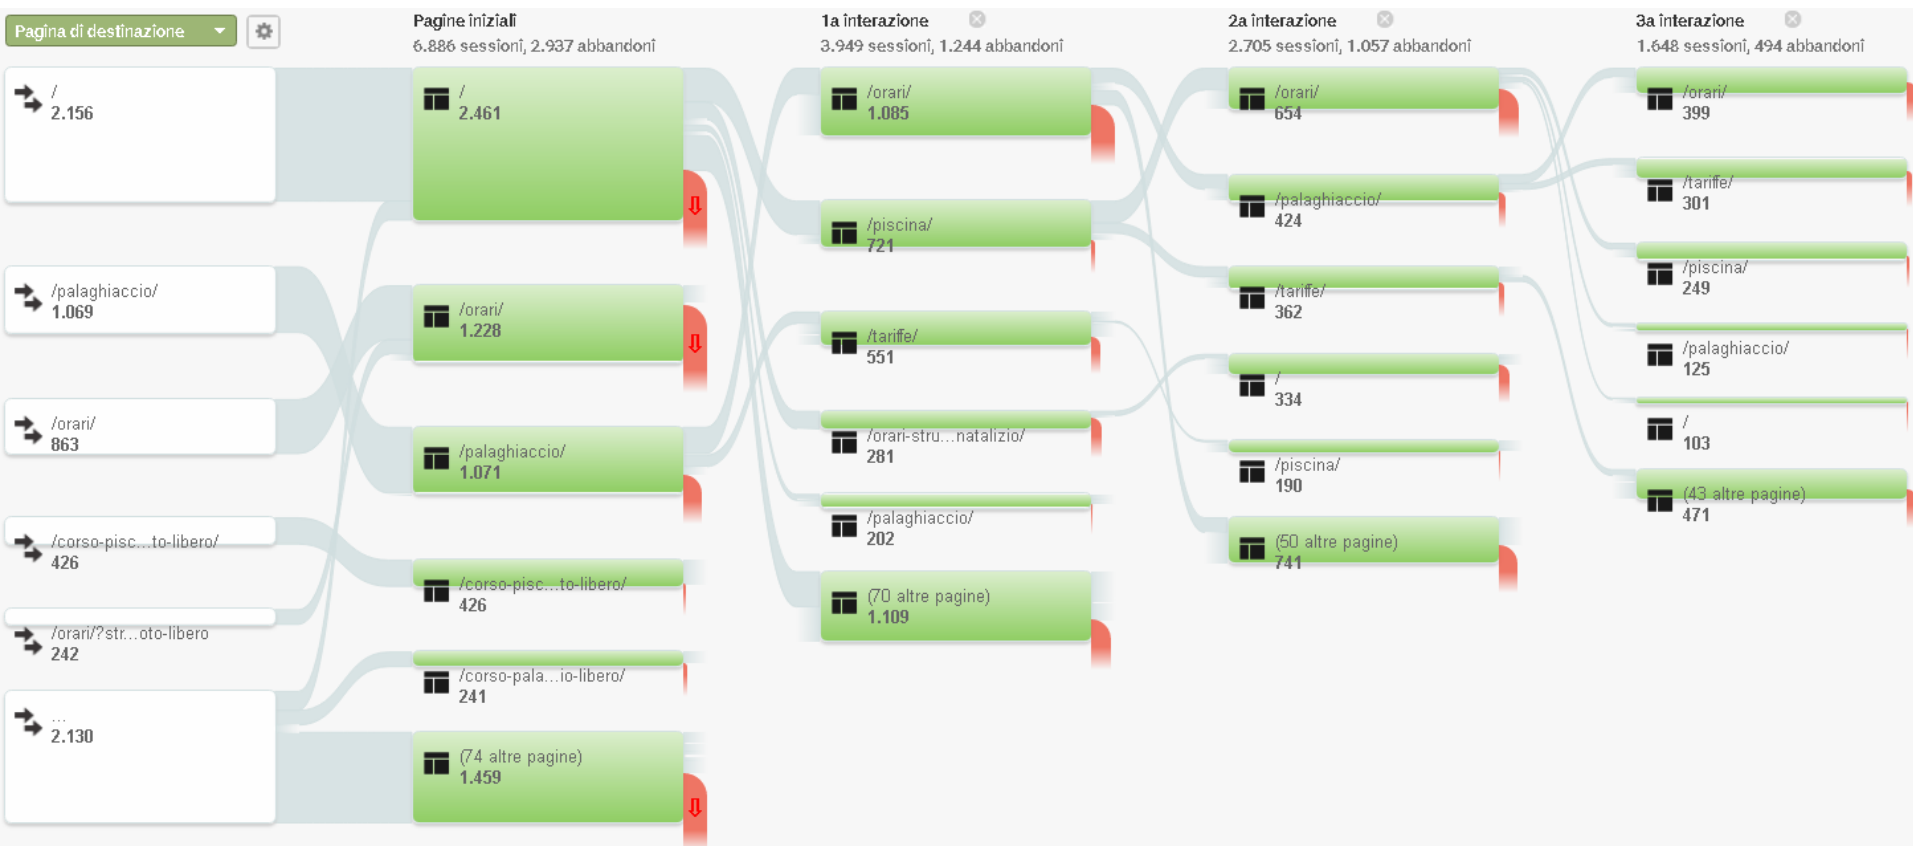 Pagina di destinazione
/
2.156
/palaghiaccio/
1.069
/orari/
863
/corso-pisc...to-libero/
426
/orari/?str...oto-libero
242
...
2.130
Pagine iniziali
6.886 sessioni, 2.937 abbandoni
/
2.461
/orari/
1.228
/palaghiaccio/
1.071
/corso-pisc...to-libero/
426
/corso-pala...io-libero/
241
(74 altre pagine)
1.459
1a interazione
3.949 sessioni, 1.244 abbandoni
/orari/
1.085
/piscina/
721
/tariffe/
551
/orari-stru...natalizio/
281
/palaghiaccio/
202
(70 altre pagine)
1.109
2a interazione
2.705 sessioni, 1.057 abbandoni
/orari/
654
/palaghiaccio/
424
/tariffe/
362
/
334
/piscina/
190
(50 altre pagine)
741
3a interazione
1.648 sessioni, 494 abbandoni
/orari/
399
/tariffe/
301
/piscina/
249
/palaghiaccio/
125
/
103
(43 altre pagine)
471